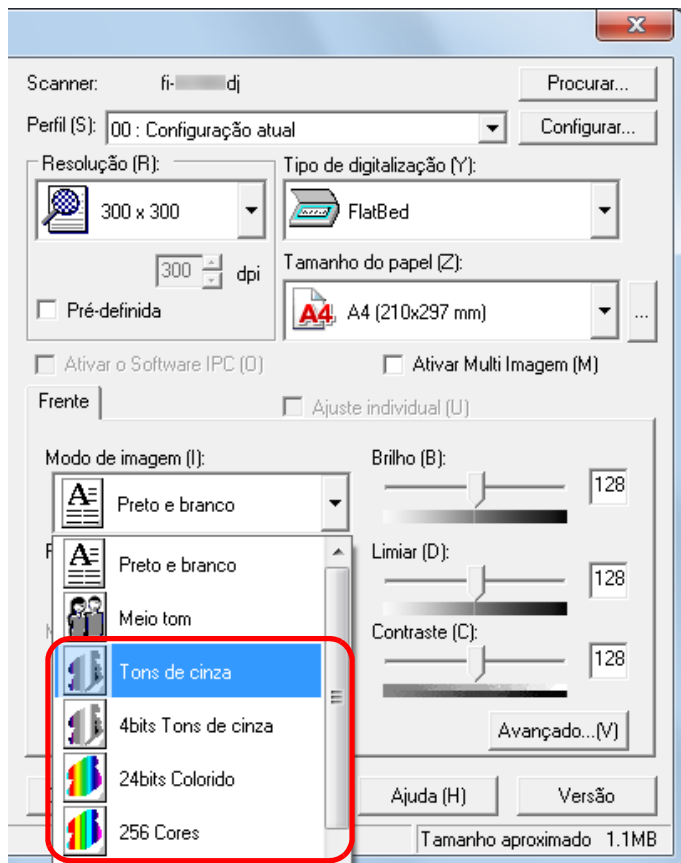 Scanner: fi- dj Procurar...
Perfil (S): 00 : Configuração atual Configurar...
Resolução (R): Tipo de digitalização (Y):
300 x 300 FlatBed
300 dpi Tamanho do papel (Z):
Pré-definida A4 A4 (210x297 mm) ...
Ativar o Software IPC (O) Ativar Multi Imagem (M)
Frente Ajuste individual (U)
Modo de imagem (I): Brilho (B):
Preto e branco 128
Preto e branco Limiar (D):
128
Meio tom
Contraste (C):
Tons de cinza 128
4bits Tons de cinza Avançado...(V)
24bits Colorido Ajuda (H) Versão
256 Cores Tamanho aproximado 1.1MB